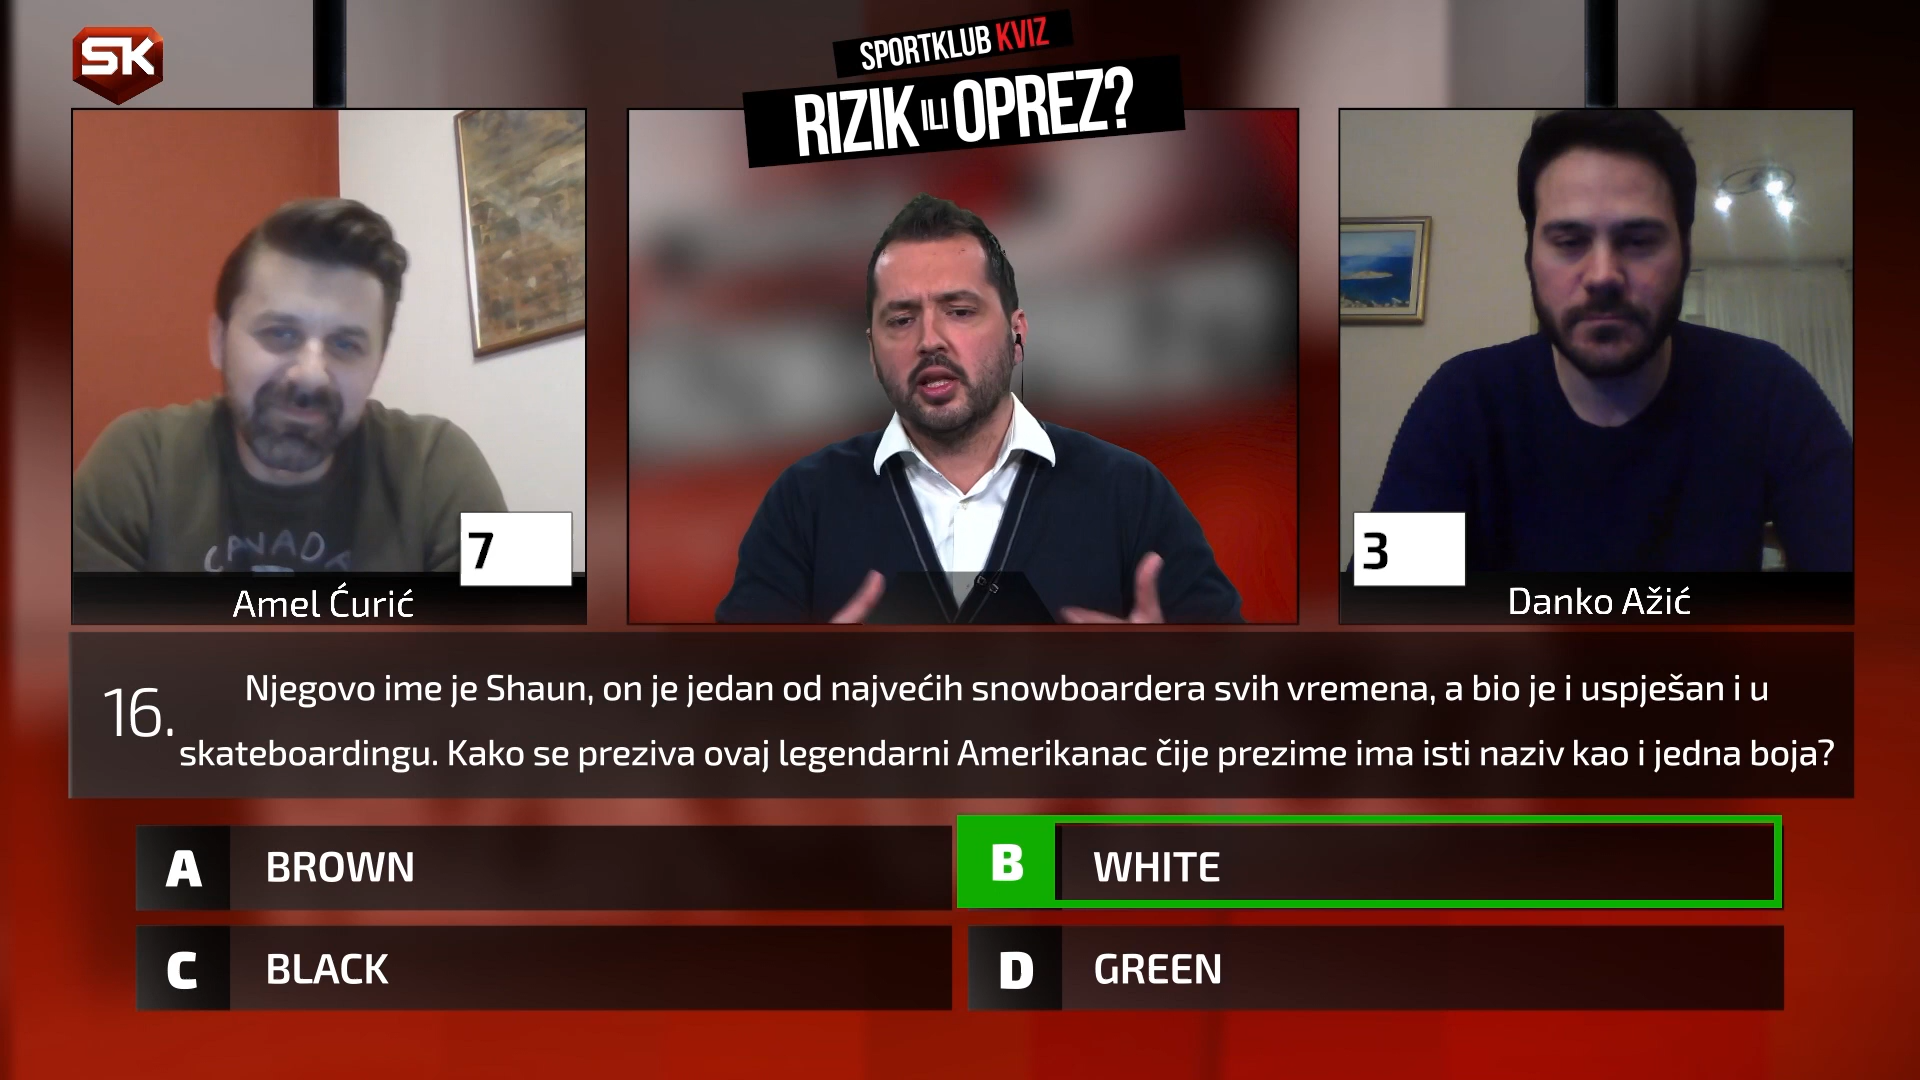 SK
SPORTKLUB KVIZ
RIZIK ILI OPREZ?
CANADA
7
3
Amel Ćurić
Danko Ažić
16.
Njegovo ime je Shaun, on je jedan od najvećih snowboardera svih vremena, a bio je i uspješan i u
skateboardingu. Kako se preziva ovaj legendarni Amerikanac čije prezime ima isti naziv kao i jedna boja?
A BROWN
B WHITE
C BLACK
D GREEN